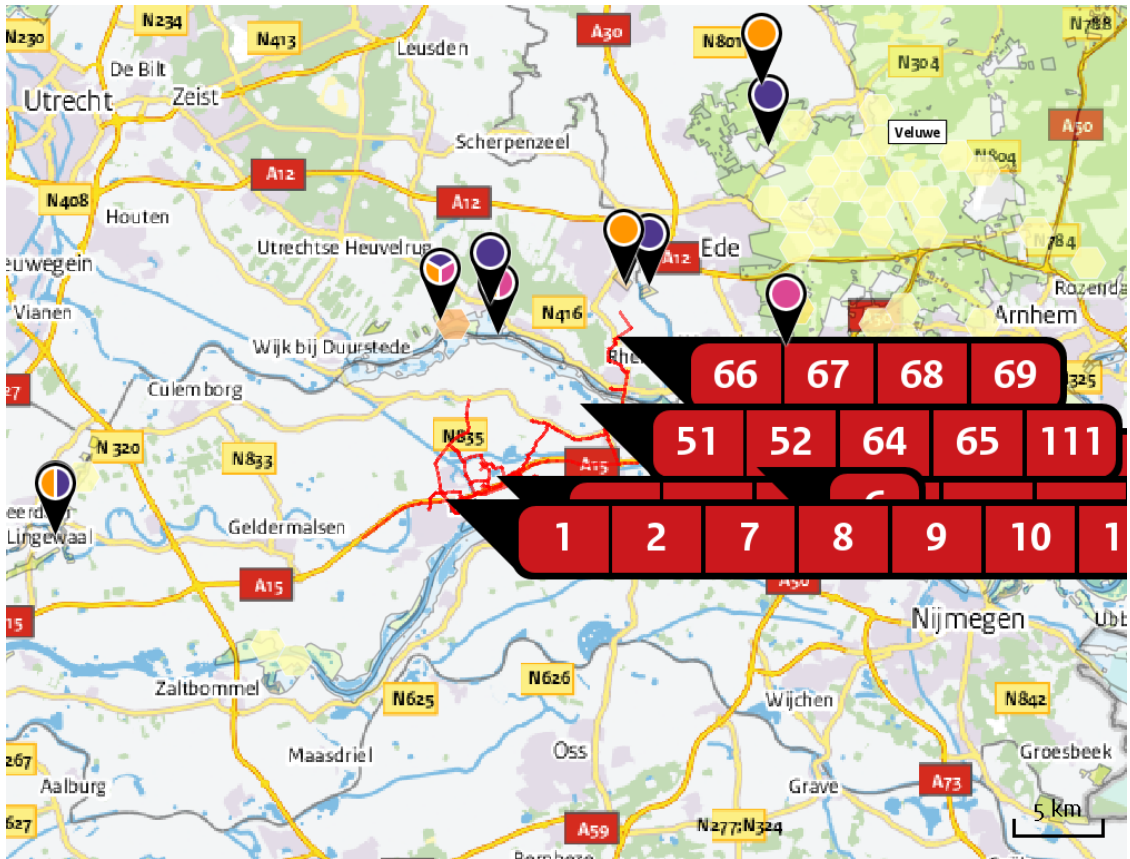 N234
N230
N413
Leusden
A30
N801
N788
De Bilt
N304
Utrecht
Zeist
Veluwe
A50
Scherpenzeel
A12
N804
N408
A12
Houten
Utrechtse Heuvelrug
Ede
N784
A12
Vianen
N416
Arnhem
Wijk bij Duurstede
66 67 68 69
N325
Culemborg
N835
51 52 64 65 111
N 320
N833
A15
6
Lingewaal
Geldermalsen
1 2 7 8 9 10 1
A15
A50
Nijmegen
N626
Zaltbommel
N625
Wijchen
N842
Maasdriel
Oss
Groesbeek
Aalburg
Grave
A73
5 km
A59
N277;N324